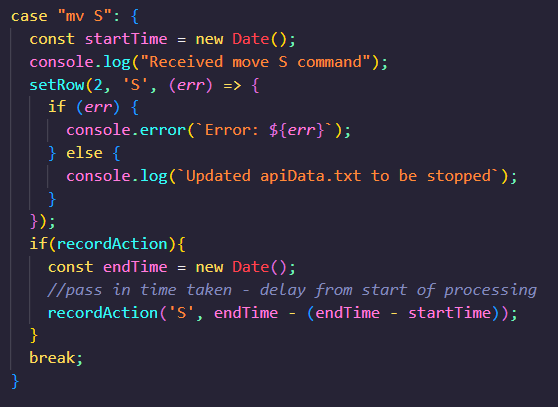 case "mv S": {
const startTime = new Date();
console.log("Received move S command");
setRow(2, 'S', (err) => {
if (err) {
console.error(`Error: ${err}`);
} else {
console.log(`Updated apiData.txt to be stopped`);
}
});
if(recordAction){
const endTime = new Date();
//pass in time taken - delay from start of processing
recordAction('S', endTime - (endTime - startTime));
}
break;
}